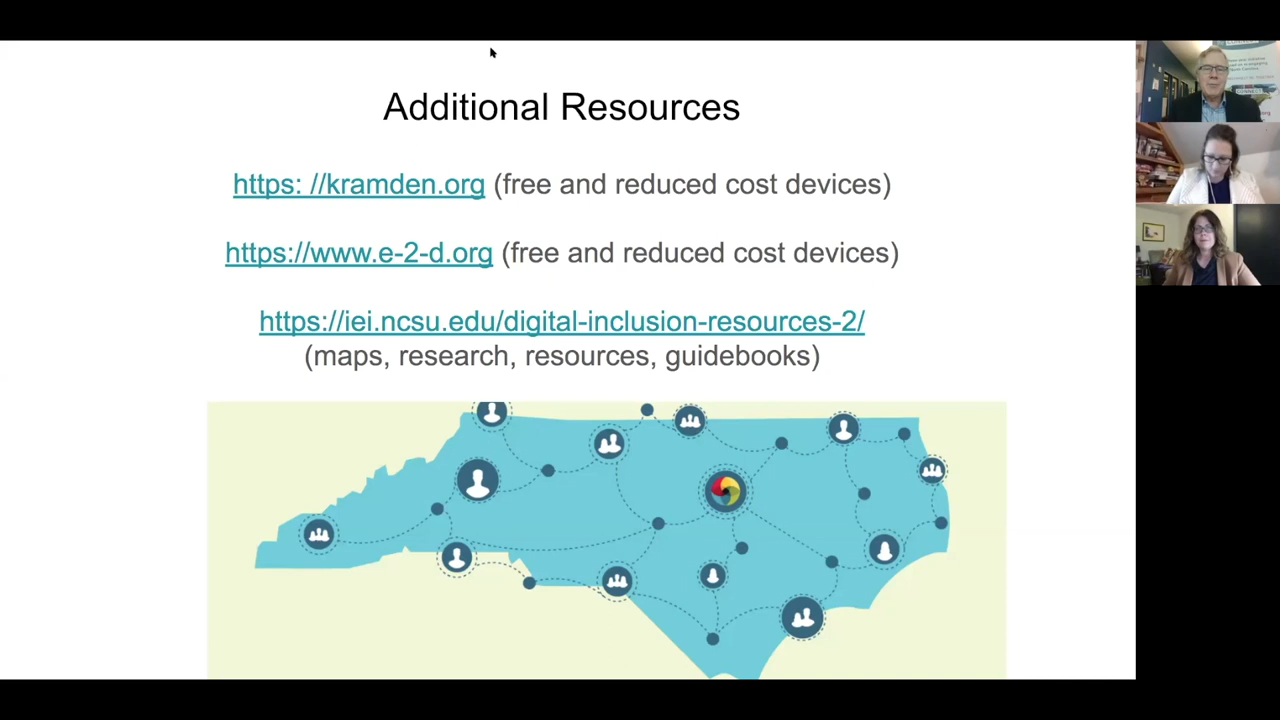 Additional Resources
https: //kramden.org (free and reduced cost devices)
https://www.e-2-d.org (free and reduced cost devices)
https://iei.ncsu.edu/digital-inclusion-resources-2/
(maps, research, resources, guidebooks)